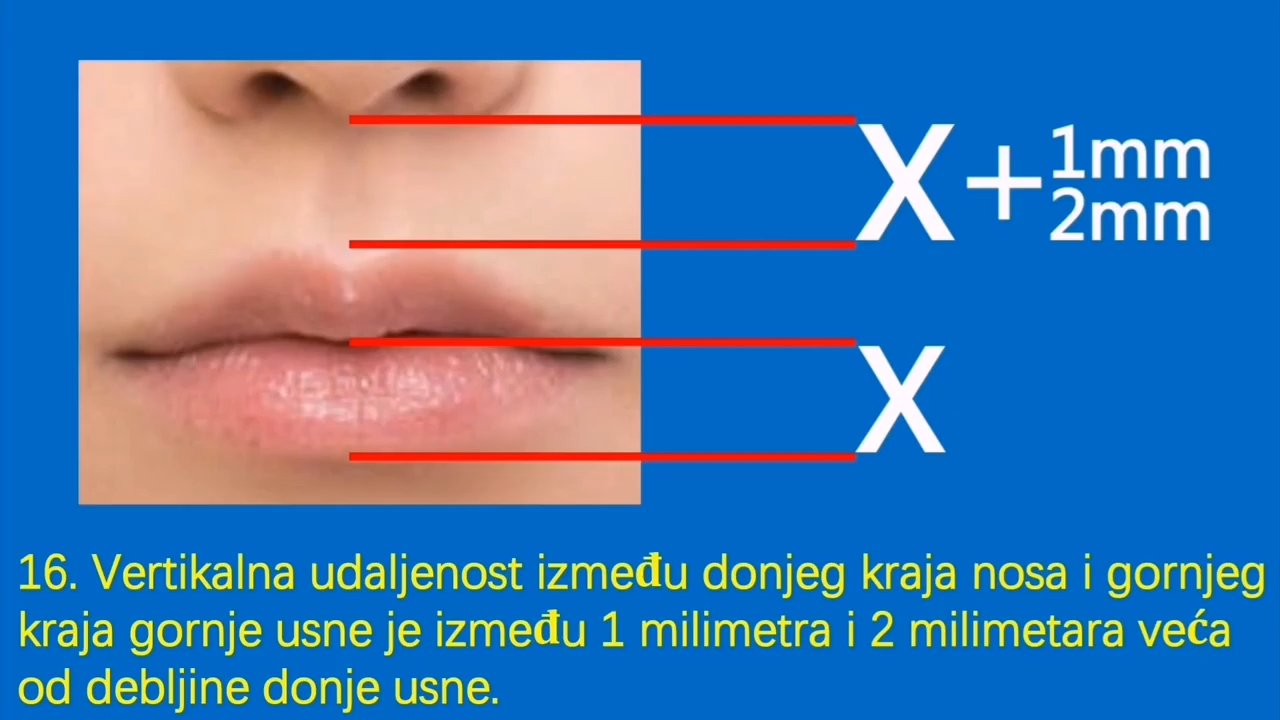 X+1mm
2mm
X
16. Vertikalna udaljenost između donjeg kraja nosa i gornjeg
kraja gornje usne je između 1 milimetra i 2 milimetara veća
od debljine donje usne.